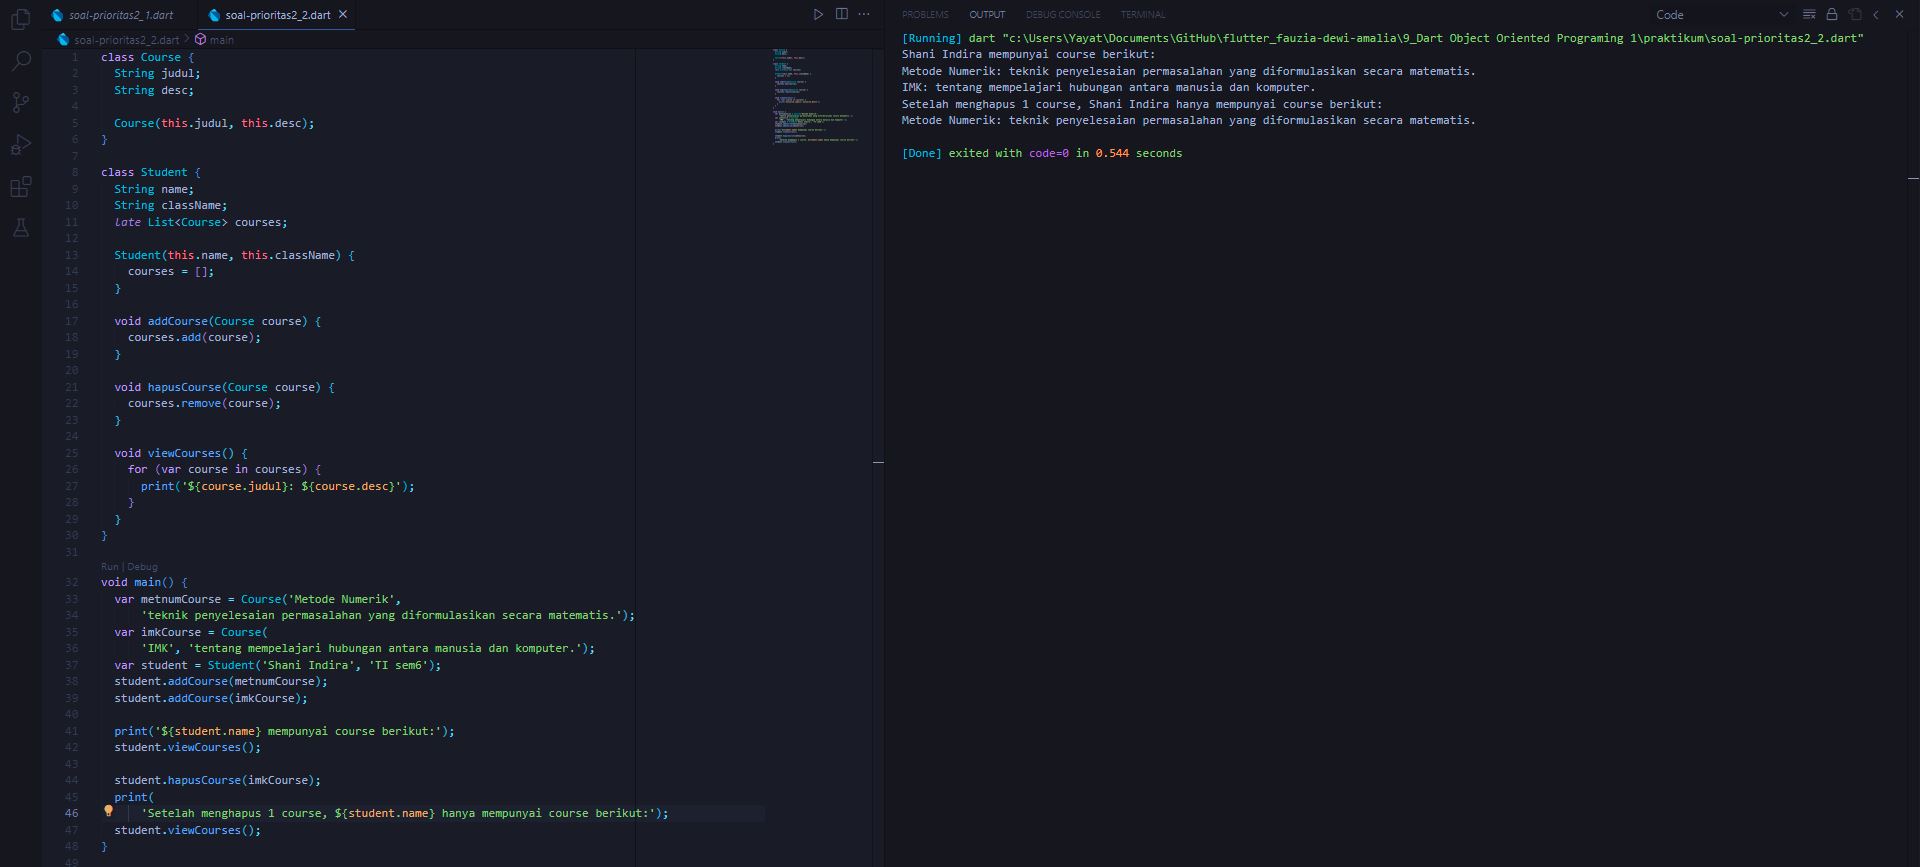 soal-prioritas2_1.dart
soal-prioritas2_2.dart
soal-prioritas2_2.dart > main
1 class Course {
2 String judul;
3 String desc;
4
5 Course(this.judul, this.desc);
6 }
7
8 class Student {
9 String name;
10 String className;
11 late List<Course> courses;
12
13 Student(this.name, this.className) {
14 courses = [];
15 }
16
17 void addCourse(Course course) {
18 courses.add(course);
19 }
20
21 void hapusCourse(Course course) {
22 courses.remove(course);
23 }
24
25 void viewCourses() {
26 for (var course in courses) {
27 print('${course.judul}: ${course.desc}');
28 }
29 }
30 }
31
Run | Debug
32 void main() {
33 var metnumCourse = Course('Metode Numerik',
34 'teknik penyelesaian permasalahan yang diformulasikan secara matematis.');
35 var imkCourse = Course(
36 'IMK', 'tentang mempelajari hubungan antara manusia dan komputer.');
37 var student = Student('Shani Indira', 'TI sem6');
38 student.addCourse(metnumCourse);
39 student.addCourse(imkCourse);
40
41 print('${student.name} mempunyai course berikut:');
42 student.viewCourses();
43
44 student.hapusCourse(imkCourse);
45 print(
46 'Setelah menghapus 1 course, ${student.name} hanya mempunyai course berikut:');
47 student.viewCourses();
48 }
49
PROBLEMS OUTPUT DEBUG CONSOLE TERMINAL Code
[Running] dart "c:\Users\Yayat\Documents\GitHub\flutter_fauzia-dewi-amalia\9_Dart Object Oriented Programing 1\praktikum\soal-prioritas2_2.dart"
Shani Indira mempunyai course berikut:
Metode Numerik: teknik penyelesaian permasalahan yang diformulasikan secara matematis.
IMK: tentang mempelajari hubungan antara manusia dan komputer.
Setelah menghapus 1 course, Shani Indira hanya mempunyai course berikut:
Metode Numerik: teknik penyelesaian permasalahan yang diformulasikan secara matematis.
[Done] exited with code=0 in 0.544 seconds